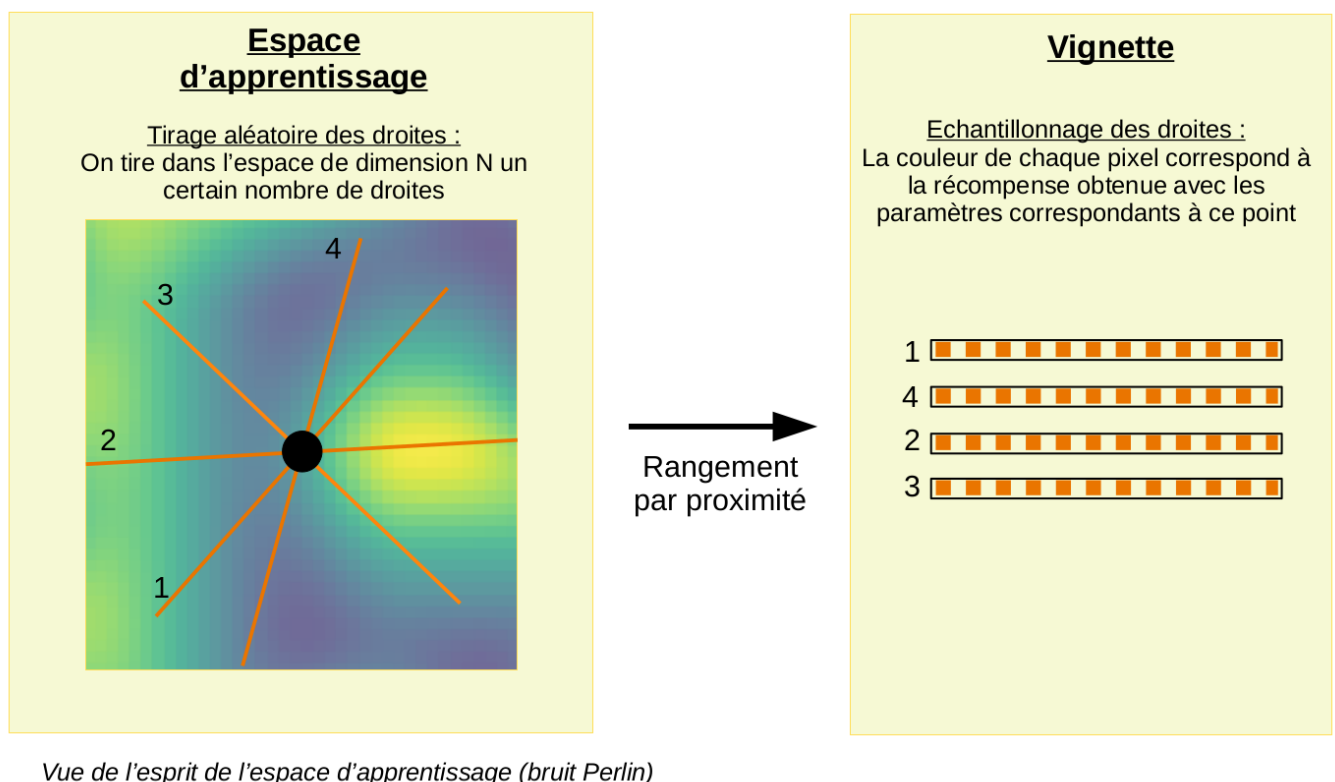 Espace
d'apprentissage
Tirage aléatoire des droites :
On tire dans l'espace de dimension N un
certain nombre de droites
4
3
2
1
Vue de l'esprit de l'espace d'apprentissage (bruit Perlin)
Rangement
par proximité
Vignette
Echantillonnage des droites :
La couleur de chaque pixel correspond à
la récompense obtenue avec les
paramètres correspondants à ce point
1
4
2
3